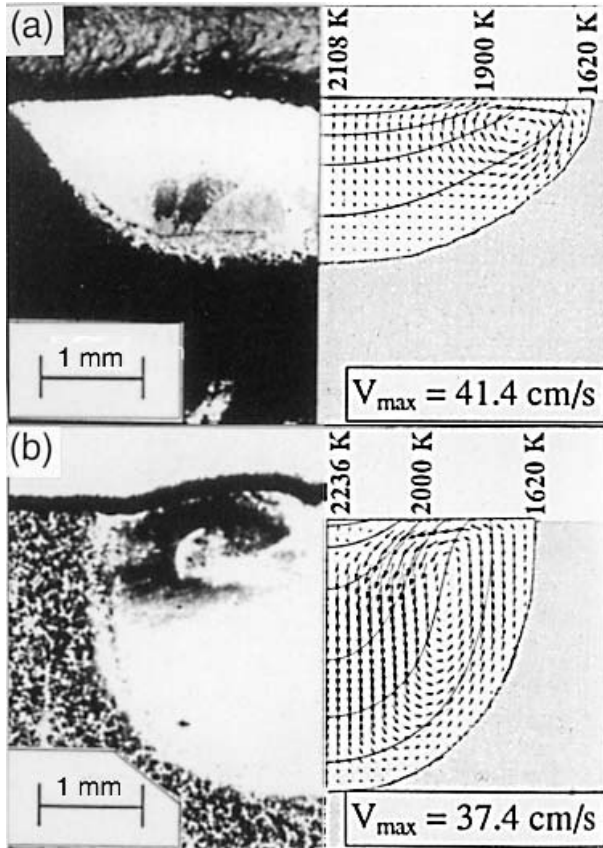 (a)
2108 K
1900 K
1620 K
1 mm
V_max = 41.4 cm/s
(b)
2236 K
2000 K
1620 K
1 mm
V_max = 37.4 cm/s